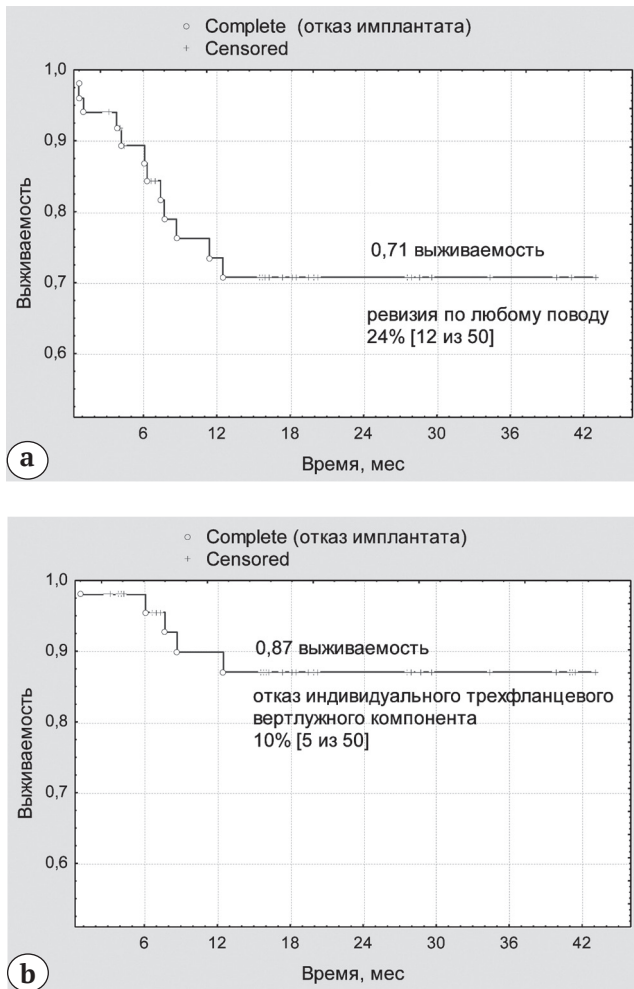 Complete (отказ имплантата)
Censored
1,0
0,9
0,8
0,7
0,6
Выживаемость
0,71 выживаемость
ревизия по любому поводу
24% [12 из 50]
6 12 18 24 30 36 42
Время, мес
a
Complete (отказ имплантата)
Censored
1,0
0,9
0,8
0,7
0,6
Выживаемость
0,87 выживаемость
отказ индивидуального трехфланцевого
вертлужного компонента
10% [5 из 50]
6 12 18 24 30 36 42
Время, мес
b